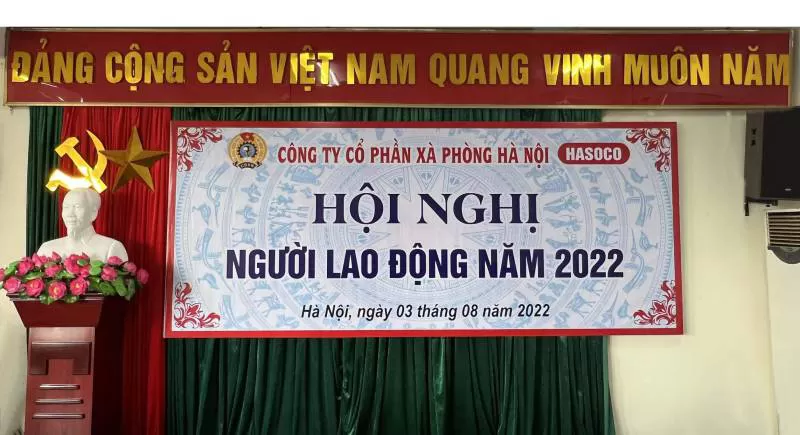 ĐẢNG CỘNG SẢN VIỆT NAM QUANG VINH MUÔN NĂM
CÔNG TY CỔ PHẦN XÀ PHÒNG HÀ NỘI HASOCO
HỘI NGHỊ
NGƯỜI LAO ĐỘNG NĂM 2022
Hà Nội, ngày 03 tháng 08 năm 2022